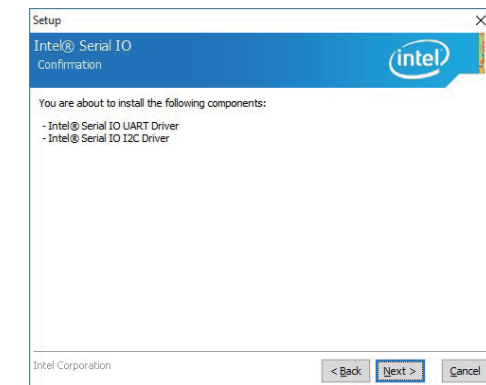 Setup
Intel® Serial IO
Confirmation
intel
You are about to install the following components:
- Intel® Serial IO UART Driver
- Intel® Serial IO I2C Driver
Intel Corporation
< Back
Next >
Cancel